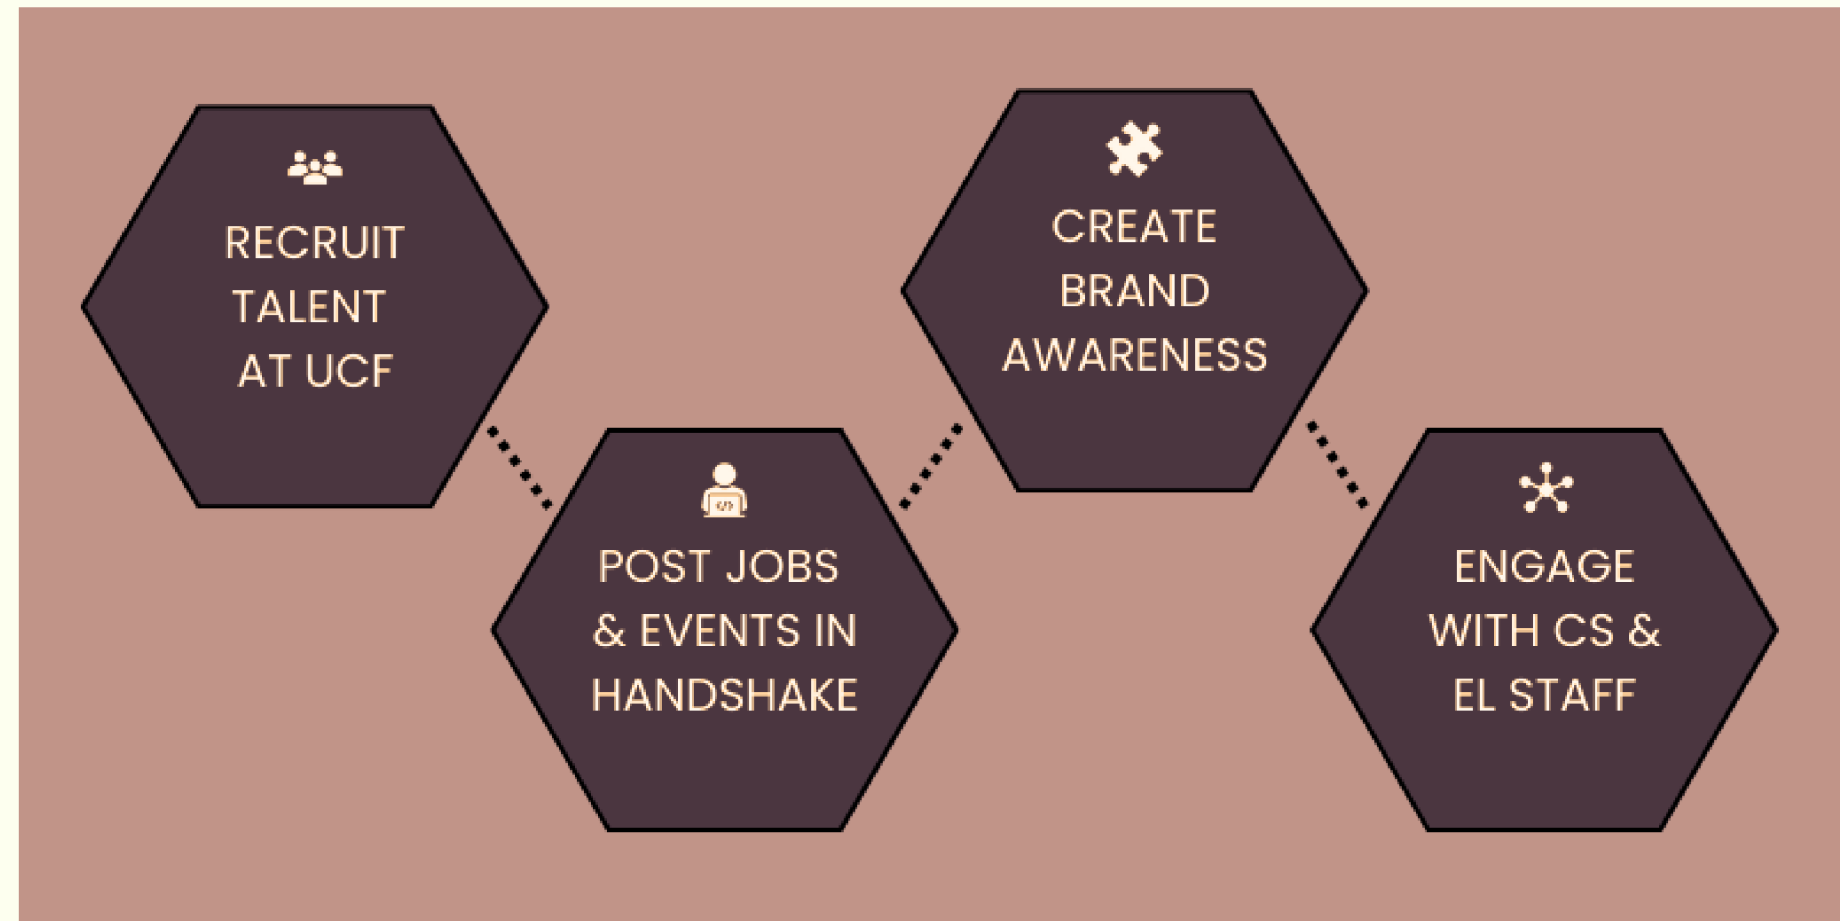 RECRUIT
TALENT
AT UCF
POST JOBS
& EVENTS IN
HANDSHAKE
CREATE
BRAND
AWARENESS
ENGAGE
WITH CS &
EL STAFF